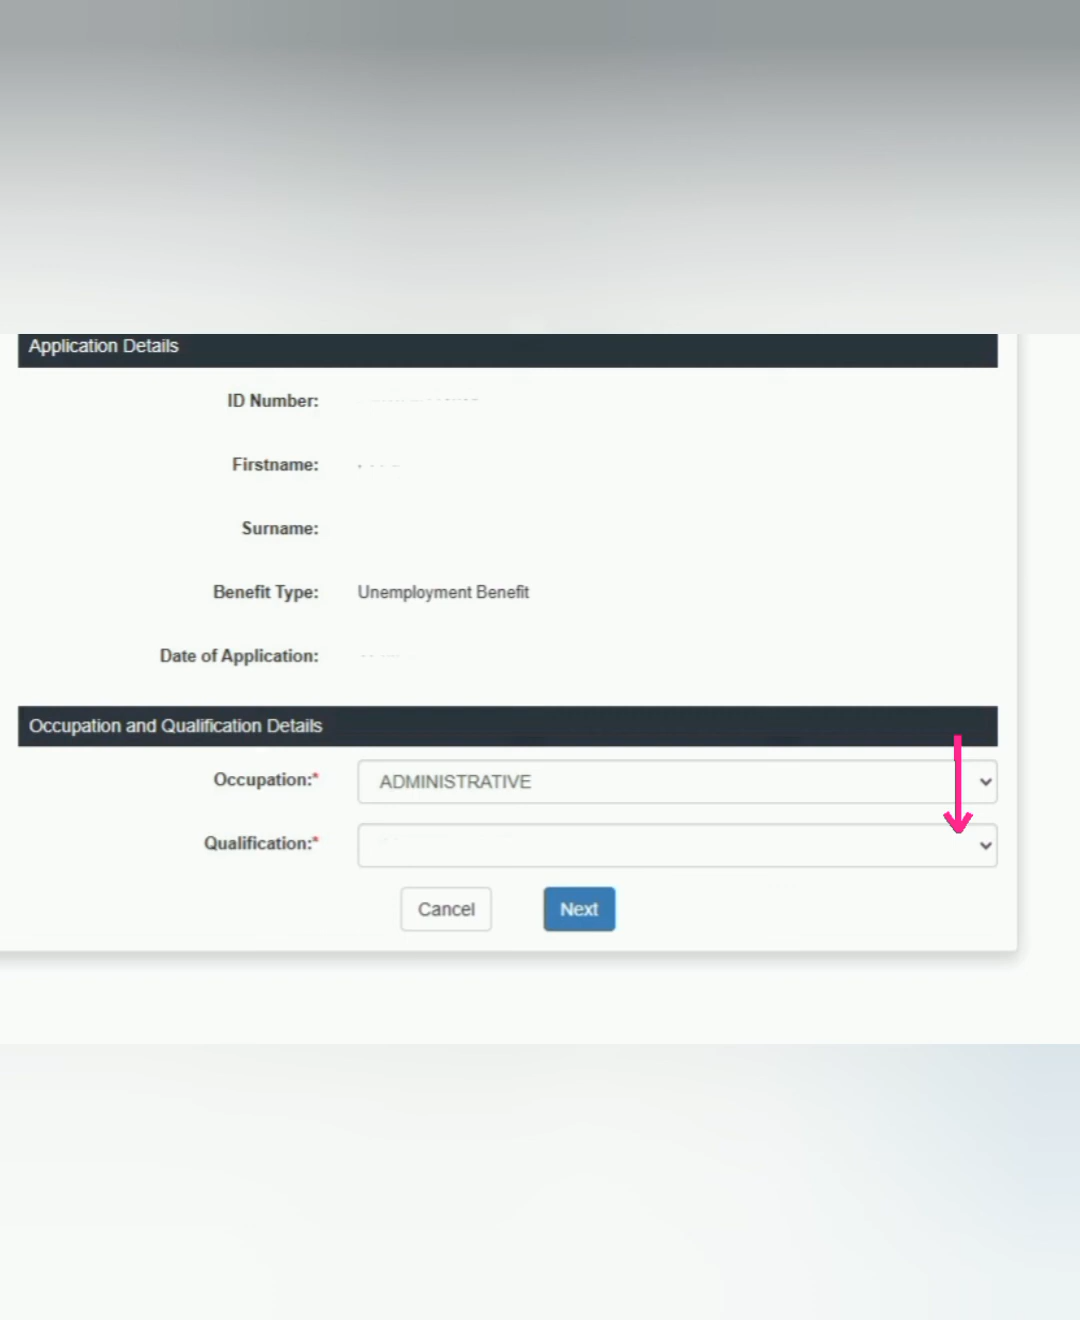 Application Details
ID Number:
Firstname:
Surname:
Benefit Type: Unemployment Benefit
Date of Application:
Occupation and Qualification Details
Occupation:* ADMINISTRATIVE
Qualification:*
Cancel Next